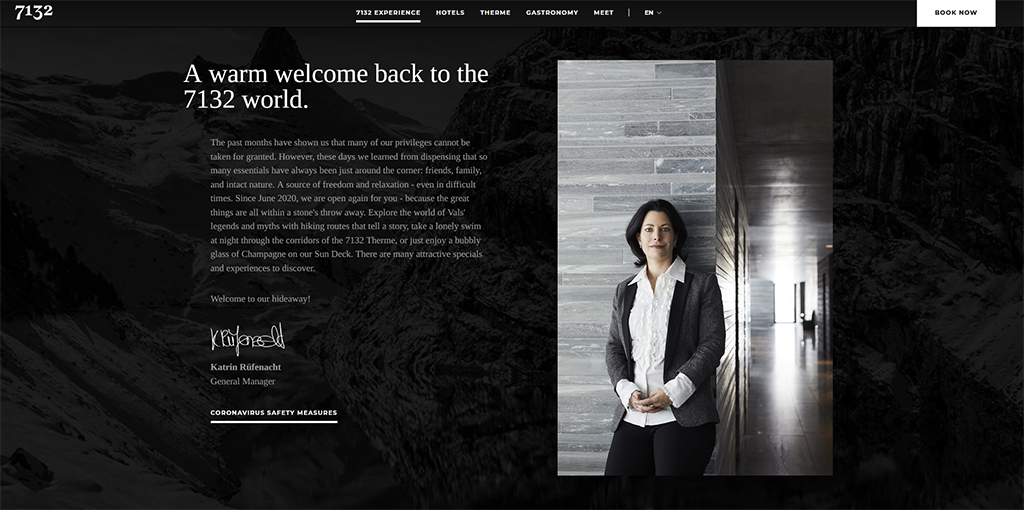 7132
7132 EXPERIENCE HOTELS THERME GASTRONOMY MEET | EN
BOOK NOW
A warm welcome back to the
7132 world.
The past months have shown us that many of our privileges cannot be
taken for granted. However, these days we learned from dispensing that so
many essentials have always been just around the corner: friends, family,
and intact nature. A source of freedom and relaxation - even in difficult
times. Since June 2020, we are open again for you - because the great
things are all within a stone's throw away. Explore the world of Vals'
legends and myths with hiking routes that tell a story, take a lonely swim
at night through the corridors of the 7132 Therme, or just enjoy a bubbly
glass of Champagne on our Sun Deck. There are many attractive specials
and experiences to discover.
Welcome to our hideaway!
Katrin Rüfenacht
General Manager
CORONAVIRUS SAFETY MEASURES